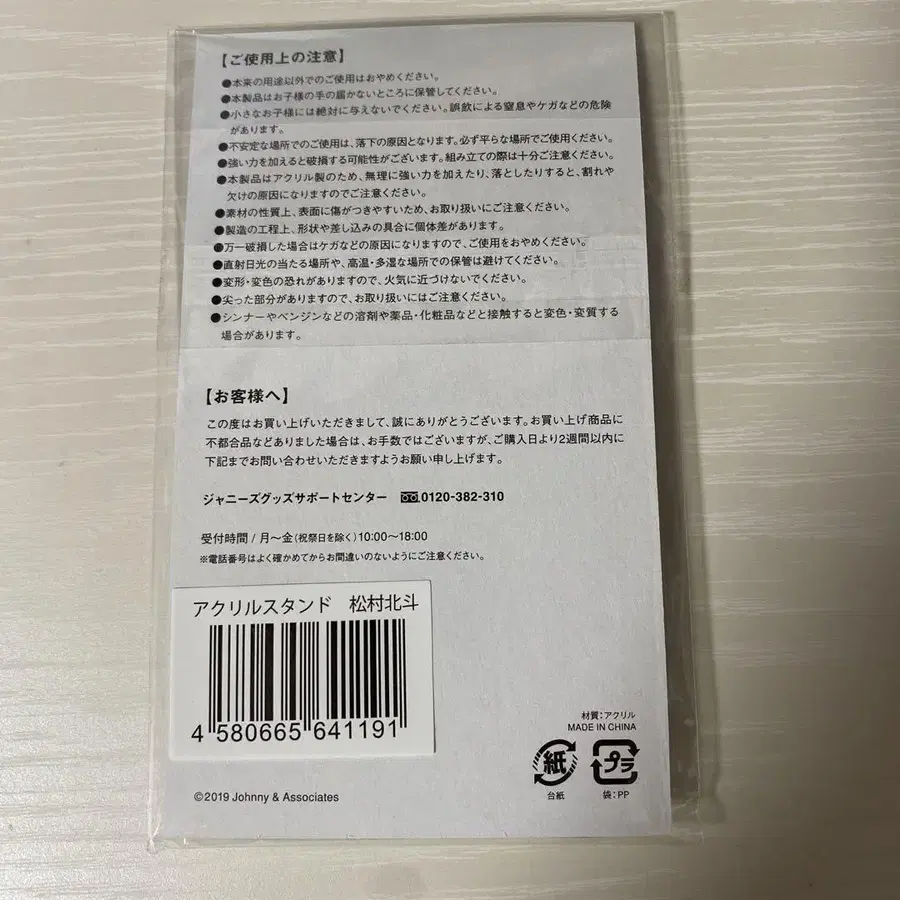 【ご使用上の注意】
●本来の用途以外でのご使用はおやめください。
●本製品はお子様の手の届かないところに保管してください。
●小さなお子様には絶対に与えないでください。誤飲による窒息やケガなどの危険
があります。
●不安定な場所でのご使用は、落下の原因となります。必ず平らな場所でご使用ください。
●強い力を加えると破損する可能性がございます。組み立ての際は十分ご注意ください。
●本製品はアクリル製のため、無理に強い力を加えたり、落としたりすると、割れや
欠けの原因になりますのでご注意ください。
●素材の性質上、表面に傷がつきやすいため、お取り扱いにご注意ください。
●製造の工程上、形状や差し込みの具合に個体差があります。
●万一破損した場合はケガなどの原因になりますので、ご使用をおやめください。
●直射日光の当たる場所や、高温・多湿な場所での保管は避けてください。
●変形・変色の恐れがありますので、火気に近づけないでください。
●尖った部分がありますので、お取り扱いにはご注意ください。
●シンナーやベンジンなどの溶剤や薬品・化粧品などと接触すると変色・変質する
場合があります。
【お客様へ】
この度はお買い上げいただきまして、誠にありがとうございます。お買い上げ商品に
不都合品などありました場合は、お手数ではございますが、ご購入日より2週間以内に
下記までお問い合わせいただきますようお願い申し上げます。
ジャニーズグッズサポートセンター 0120-382-310
受付時間/月〜金(祝祭日を除く)10:00〜18:00
※電話番号はよく確かめてからお間違いのないようにご注意ください。
アクリルスタンド 松村北斗
4 580665 641191
材質:アクリル
MADE IN CHINA
紙 プラ
台紙 袋:PP
©2019 Johnny & Associates